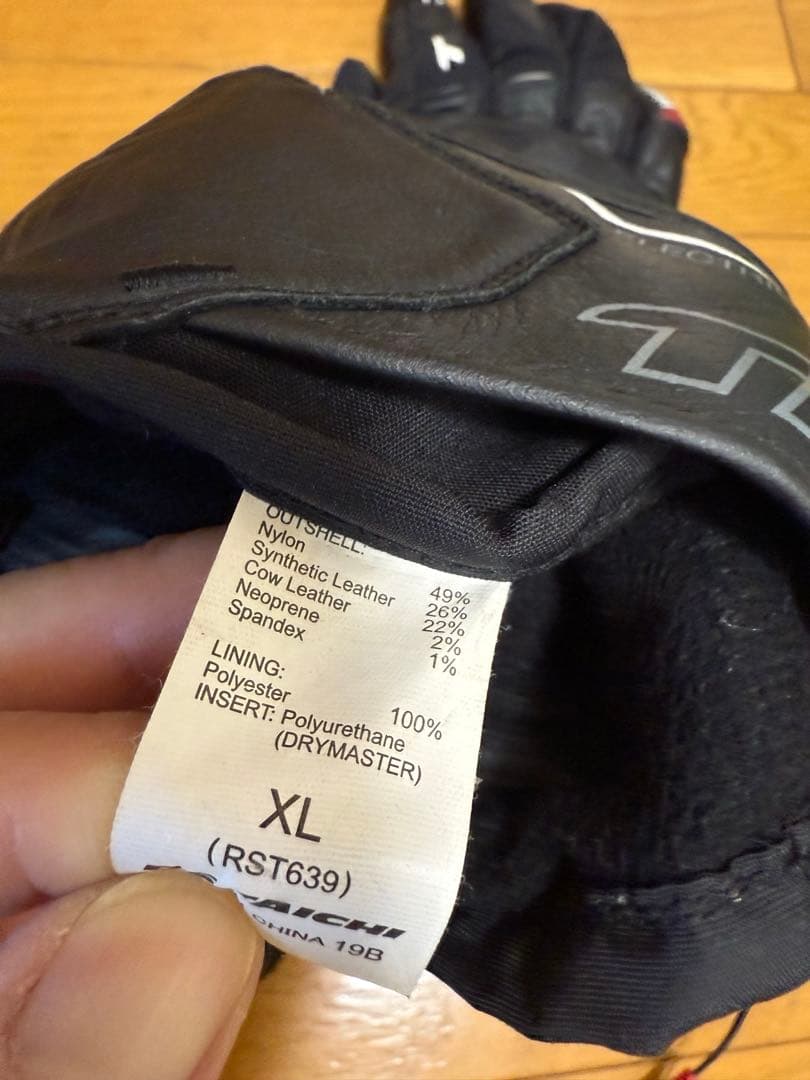 OUTSHELL:
Nylon 49%
Synthetic Leather 26%
Cow Leather 22%
Neoprene 2%
Spandex 1%
LINING:
Polyester 100%
INSERT: Polyurethane
(DRYMASTER)
XL
(RST639)
TAICHI
CHINA 19B